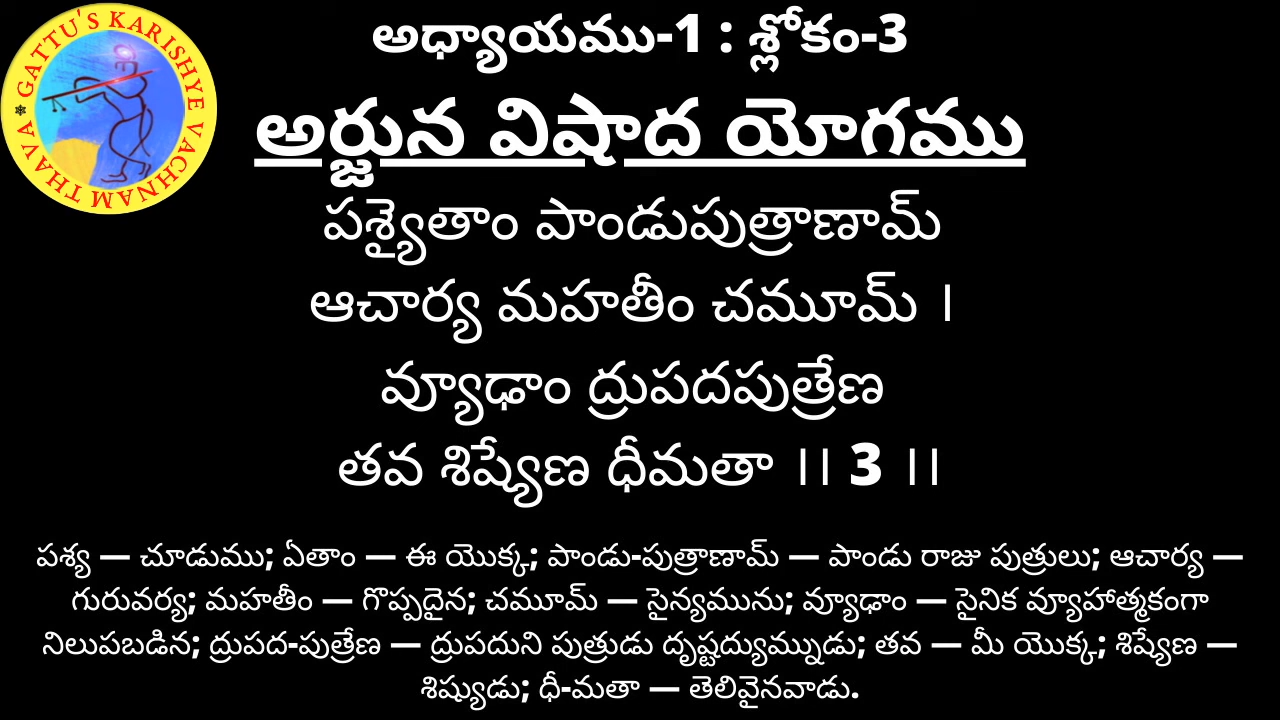 GATTU'S KARISHYE VACHNAM THAVA
అధ్యాయము-1 : శ్లోకం-3
అర్జున విషాద యోగము
పశ్యైతాం పాండుపుత్రాణామ్
ఆచార్య మహతీం చమూమ్ ।
వ్యూఢాం ద్రుపదపుత్రేణ
తవ శిష్యేణ ధీమతా ।। 3 ।।
పశ్య — చూడుము; ఏతాం — ఈ యొక్క; పాండు-పుత్రాణామ్ — పాండు రాజు పుత్రులు; ఆచార్య —
గురువర్య; మహతీం — గొప్పదైన; చమూమ్ — సైన్యమును; వ్యూఢాం — సైనిక వ్యూహాత్మకంగా
నిలుపబడిన; ద్రుపద-పుత్రేణ — ద్రుపదుని పుత్రుడు దృష్టద్యుమ్నుడు; తవ — మీ యొక్క; శిష్యేణ —
శిష్యుడు; ధీ-మతా — తెలివైనవాడు.